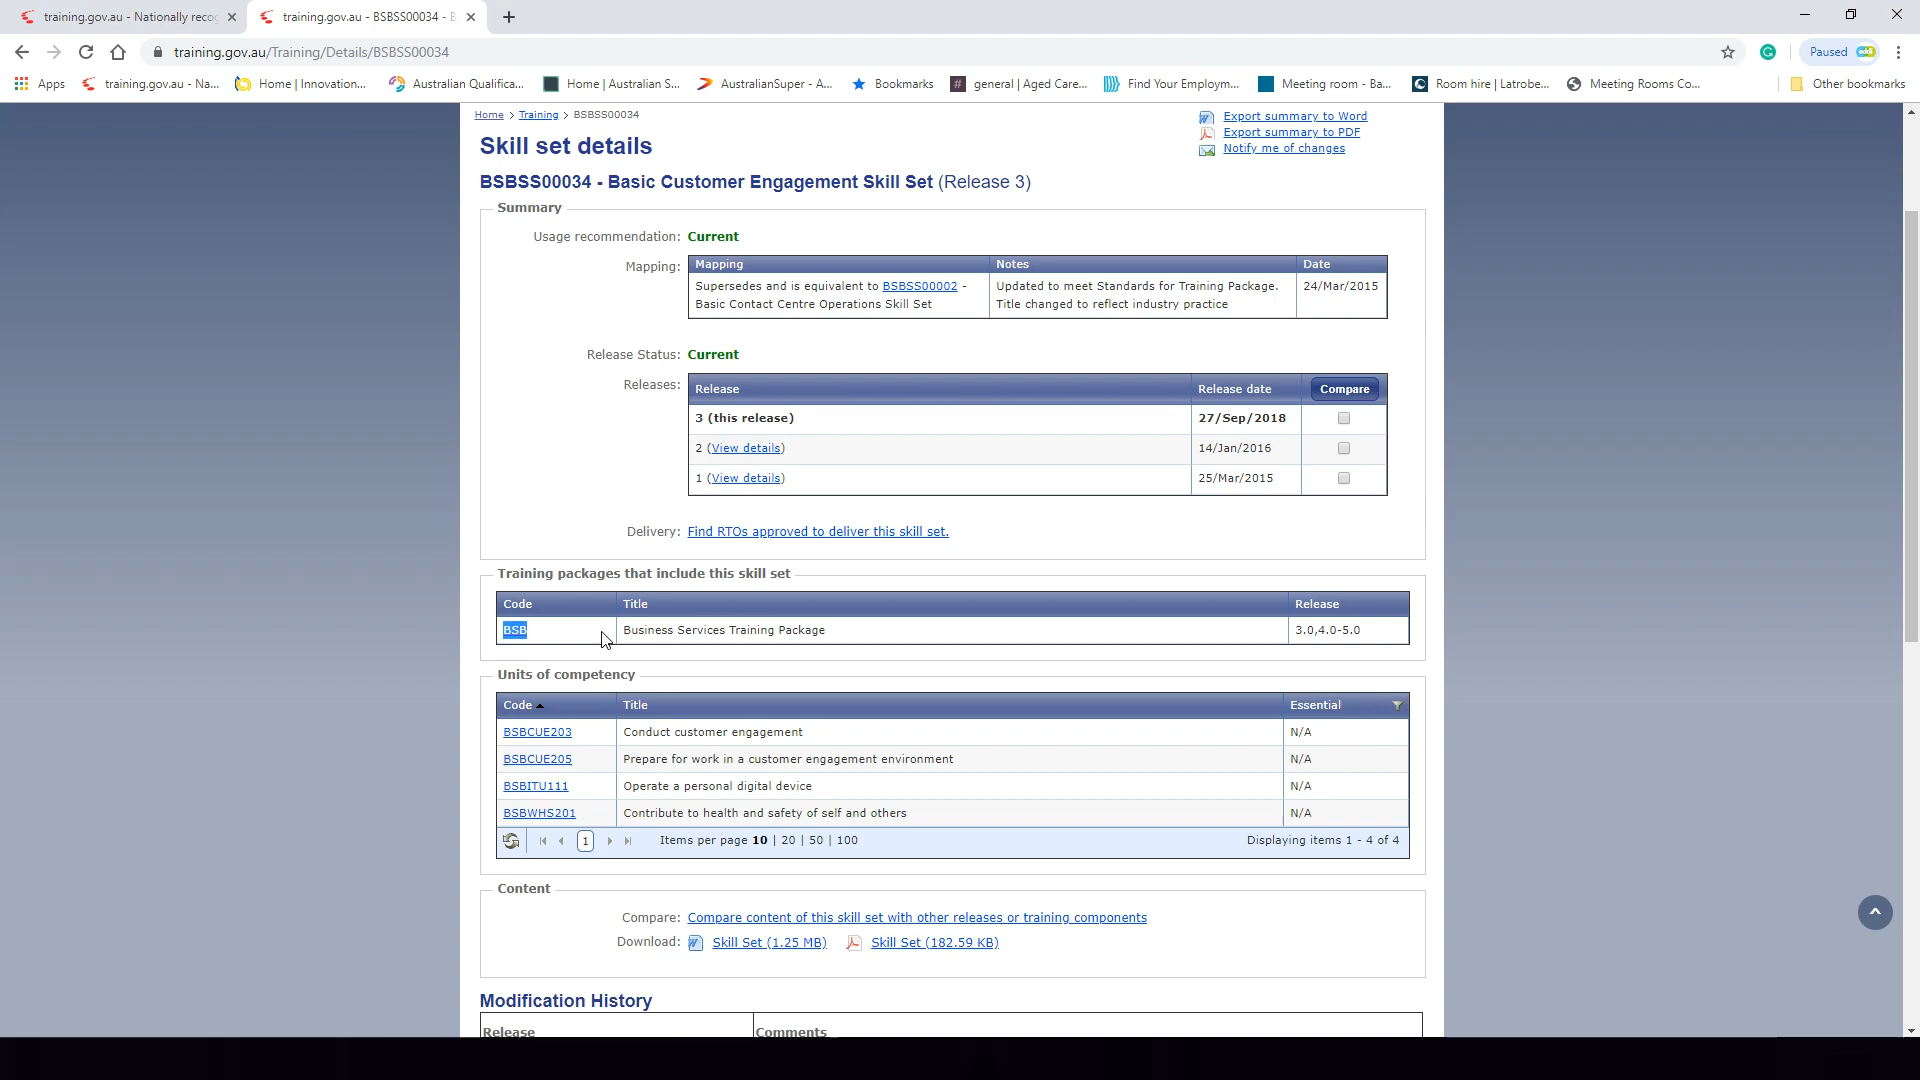 training.gov.au - Nationally reco
training.gov.au - BSBSS00034 - B
training.gov.au/Training/Details/BSBSS00034
Paused
Apps
training.gov.au - Na...
Home | Innovation...
Australian Qualifica...
Home | Australian S...
AustralianSuper - A...
Bookmarks
general | Aged Care...
Find Your Employm...
Meeting room - Ba...
Room hire | Latrobe...
Meeting Rooms Co...
Other bookmarks
Home > Training > BSBSS00034
Export summary to Word
Export summary to PDF
Notify me of changes
Skill set details
BSBSS00034 - Basic Customer Engagement Skill Set (Release 3)
Summary
Usage recommendation: Current
Mapping:
Mapping Notes Date
Supersedes and is equivalent to BSBSS00002 - Updated to meet Standards for Training Package. 24/Mar/2015
Basic Contact Centre Operations Skill Set Title changed to reflect industry practice
Release Status: Current
Releases:
Release Release date Compare
3 (this release) 27/Sep/2018
2 (View details) 14/Jan/2016
1 (View details) 25/Mar/2015
Delivery: Find RTOs approved to deliver this skill set.
Training packages that include this skill set
Code Title Release
BSB Business Services Training Package 3.0,4.0-5.0
Units of competency
Code Title Essential
BSBCUE203 Conduct customer engagement N/A
BSBCUE205 Prepare for work in a customer engagement environment N/A
BSBITU111 Operate a personal digital device N/A
BSBWHS201 Contribute to health and safety of self and others N/A
1 Items per page 10 | 20 | 50 | 100 Displaying items 1 - 4 of 4
Content
Compare: Compare content of this skill set with other releases or training components
Download: Skill Set (1.25 MB) Skill Set (182.59 KB)
Modification History
Release Comments